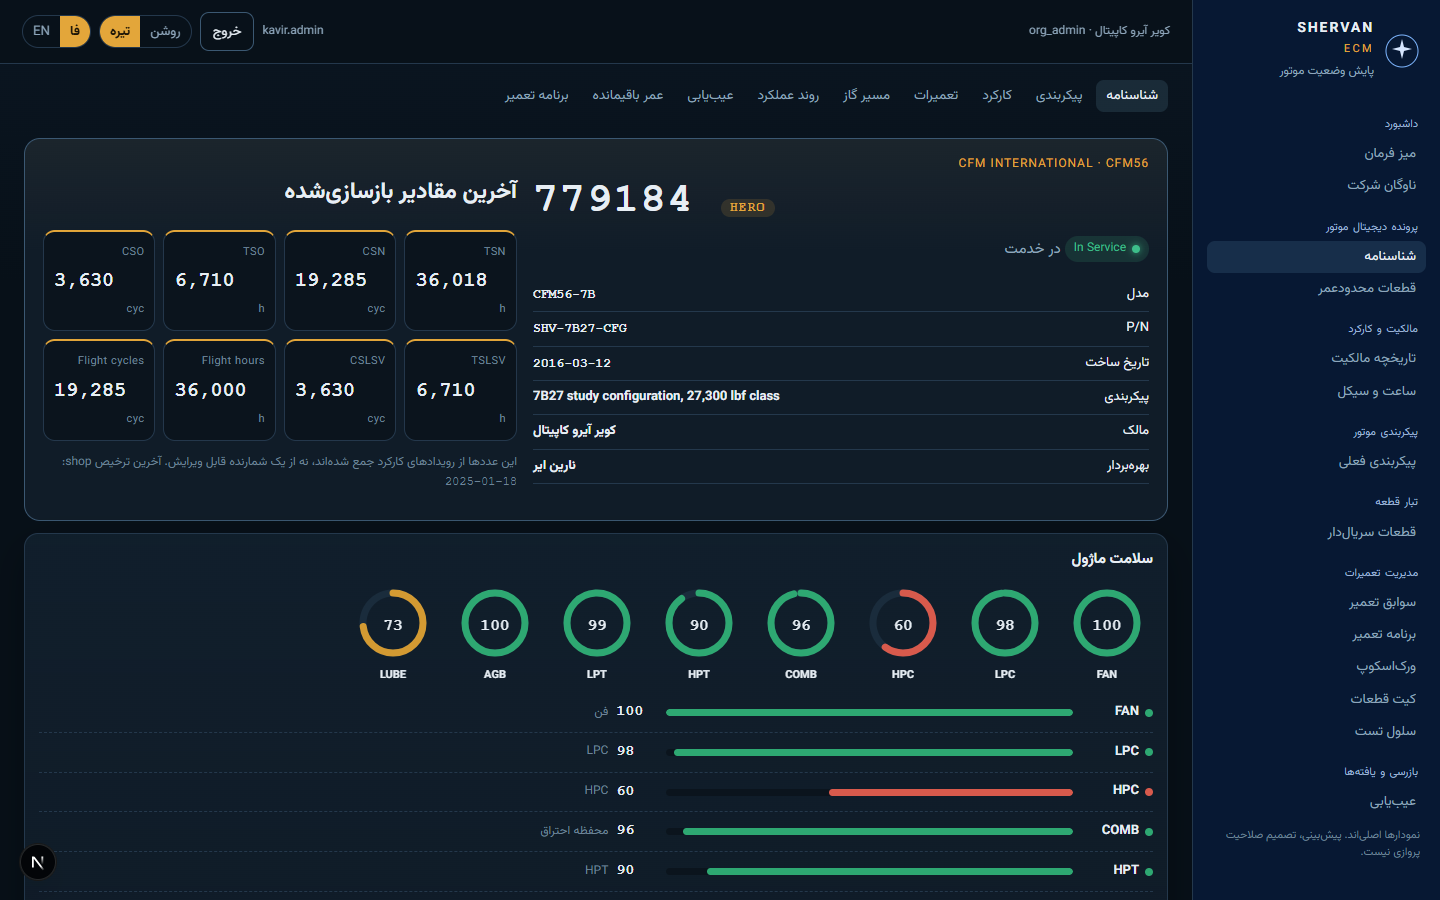 SHERVAN
ECM
پایش وضعیت موتور
داشبورد
میز فرمان
ناوگان شرکت
پرونده دیجیتال موتور
شناسنامه
قطعات محدودعمر
مالکیت و کارکرد
تاریخچه مالکیت
ساعت و سیکل
پیکربندی موتور
پیکربندی فعلی
تبار قطعه
قطعات سریال‌دار
مدیریت تعمیرات
سوابق تعمیر
برنامه تعمیر
ورک‌اسکوپ
کیت قطعات
سلول تست
بازرسی و یافته‌ها
عیب‌یابی
نمودارها اصلی‌اند. پیش‌بینی، تصمیم صلاحیت
پروازی نیست.
کویر آیرو کاپیتال · org_admin
kavir.admin
خروج
روشن تیره
فا EN
شناسنامه پیکربندی کارکرد تعمیرات مسیر گاز روند عملکرد عیب‌یابی عمر باقیمانده برنامه تعمیر
CFM INTERNATIONAL · CFM56
779184 HERO
In Service در خدمت
مدل CFM56-7B
P/N SHV-7B27-CFG
تاریخ ساخت 2016-03-12
پیکربندی 7B27 study configuration, 27,300 lbf class
مالک کویر آیرو کاپیتال
بهره‌بردار نارین ایر
آخرین مقادیر بازسازی‌شده
TSN 36,018 h
CSN 19,285 cyc
TSO 6,710 h
CSO 3,630 cyc
TSLSV 6,710 h
CSLSV 3,630 cyc
Flight hours 36,000 h
Flight cycles 19,285 cyc
این عددها از رویدادهای کارکرد جمع شده‌اند، نه از یک شمارنده قابل ویرایش. آخرین ترخیص shop:
2025-01-18
سلامت ماژول
100 FAN
98 LPC
60 HPC
96 COMB
90 HPT
99 LPT
100 AGB
73 LUBE
FAN 100 فن
LPC 98 LPC
HPC 60 HPC
COMB 96 محفظه احتراق
HPT 90 HPT
N